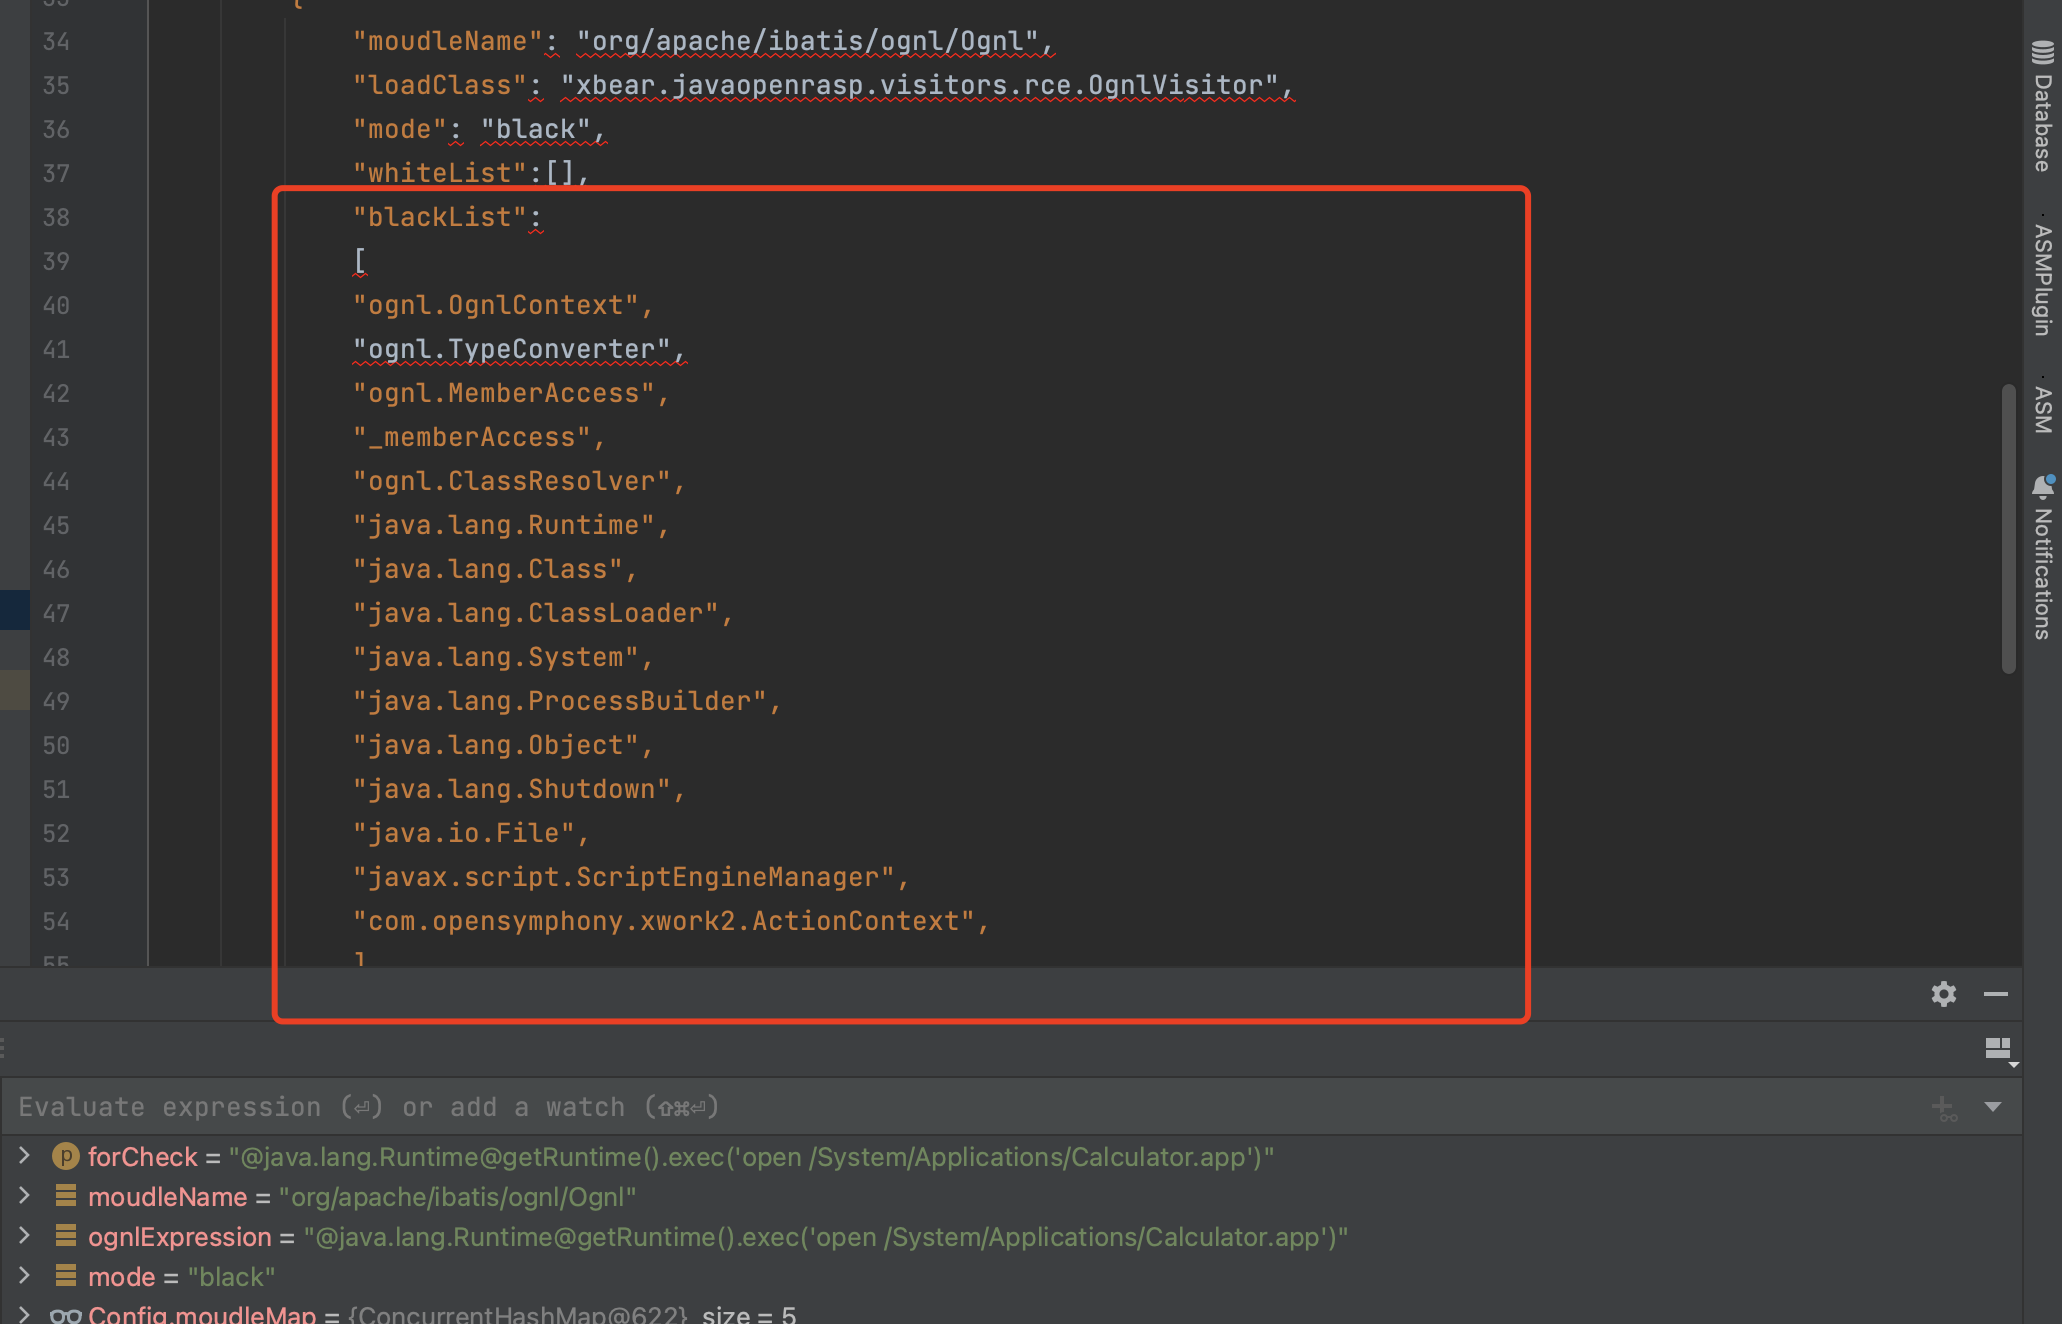 33 {
34 "moudleName": "org/apache/ibatis/ognl/Ognl",
35 "loadClass": "xbear.javaopenrasp.visitors.rce.OgnlVisitor",
36 "mode": "black",
37 "whiteList":[],
38 "blackList":
39 [
40 "ognl.OgnlContext",
41 "ognl.TypeConverter",
42 "ognl.MemberAccess",
43 "_memberAccess",
44 "ognl.ClassResolver",
45 "java.lang.Runtime",
46 "java.lang.Class",
47 "java.lang.ClassLoader",
48 "java.lang.System",
49 "java.lang.ProcessBuilder",
50 "java.lang.Object",
51 "java.lang.Shutdown",
52 "java.io.File",
53 "javax.script.ScriptEngineManager",
54 "com.opensymphony.xwork2.ActionContext",
55 ]
Evaluate expression (⏎) or add a watch (⇧⌘⏎)
p forCheck = "@java.lang.Runtime@getRuntime().exec('open /System/Applications/Calculator.app')"
moudleName = "org/apache/ibatis/ognl/Ognl"
ognlExpression = "@java.lang.Runtime@getRuntime().exec('open /System/Applications/Calculator.app')"
mode = "black"
Config.moudleMap = {ConcurrentHashMap@622} size = 5
Database
ASMPlugin
ASM
Notifications